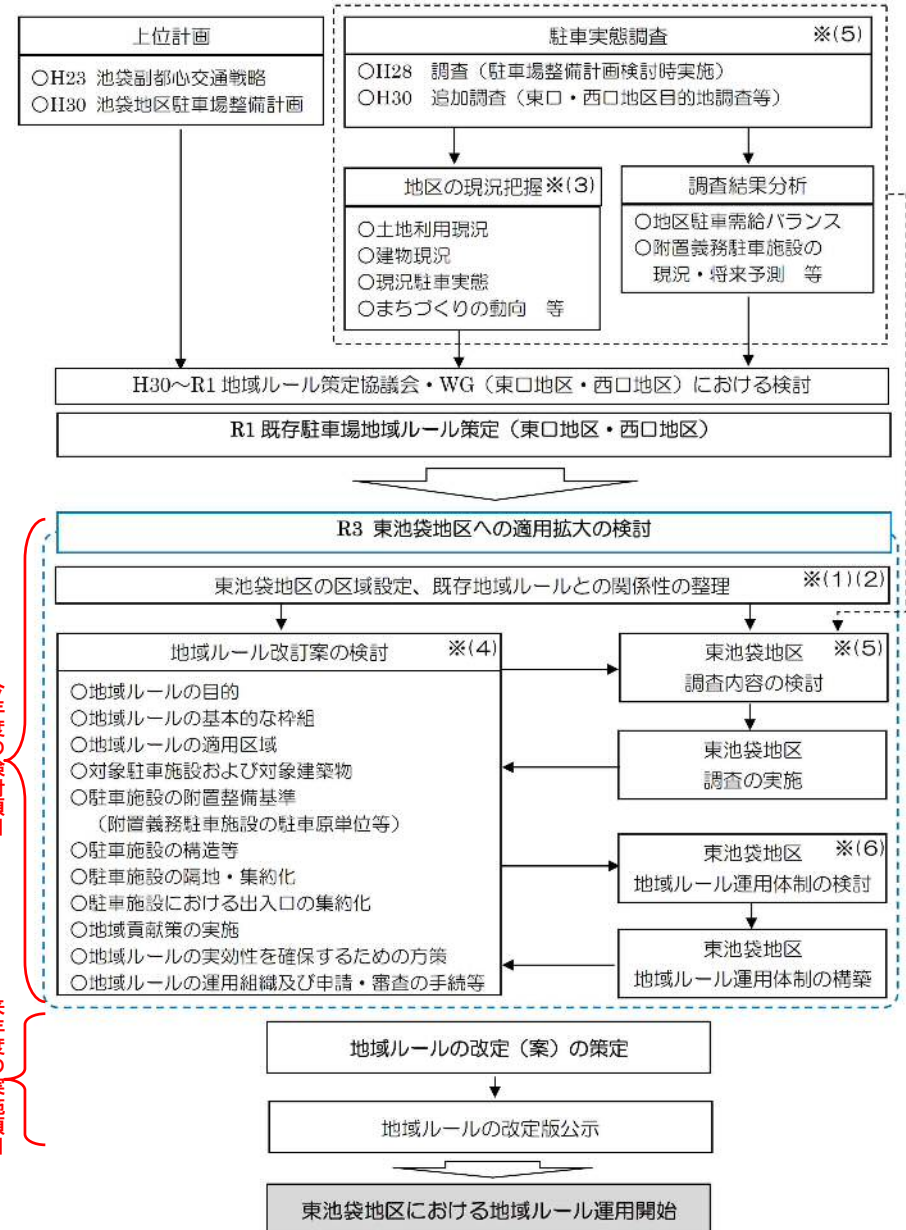 上位計画
○H23 池袋副都心交通戦略
○H30 池袋地区駐車場整備計画
駐車実態調査 ※(5)
○H28 調査（駐車場整備計画検討時実施）
○H30 追加調査（東口・西口地区目的地調査等）
地区の現況把握※(3)
○土地利用現況
○建物現況
○現況駐車実態
○まちづくりの動向 等
調査結果分析
○地区駐車需給バランス
○附置義務駐車施設の
現況・将来予測 等
H30～R1 地域ルール策定協議会・WG（東口地区・西口地区）における検討
R1 既存駐車場地域ルール策定（東口地区・西口地区）
R3 東池袋地区への適用拡大の検討
東池袋地区の区域設定、既存地域ルールとの関係性の整理 ※(1)(2)
地域ルール改訂案の検討 ※(4)
○地域ルールの目的
○地域ルールの基本的な枠組
○地域ルールの適用区域
○対象駐車施設および対象建築物
○駐車施設の附置整備基準
（附置義務駐車施設の駐車原単位等）
○駐車施設の構造等
○駐車施設の隔地・集約化
○駐車施設における出入口の集約化
○地域貢献策の実施
○地域ルールの実効性を確保するための方策
○地域ルールの運用組織及び申請・審査の手続等
東池袋地区 ※(5)
調査内容の検討
東池袋地区
調査の実施
東池袋地区 ※(6)
地域ルール運用体制の検討
東池袋地区
地域ルール運用体制の構築
地域ルールの改定（案）の策定
地域ルールの改定版公示
東池袋地区における地域ルール運用開始